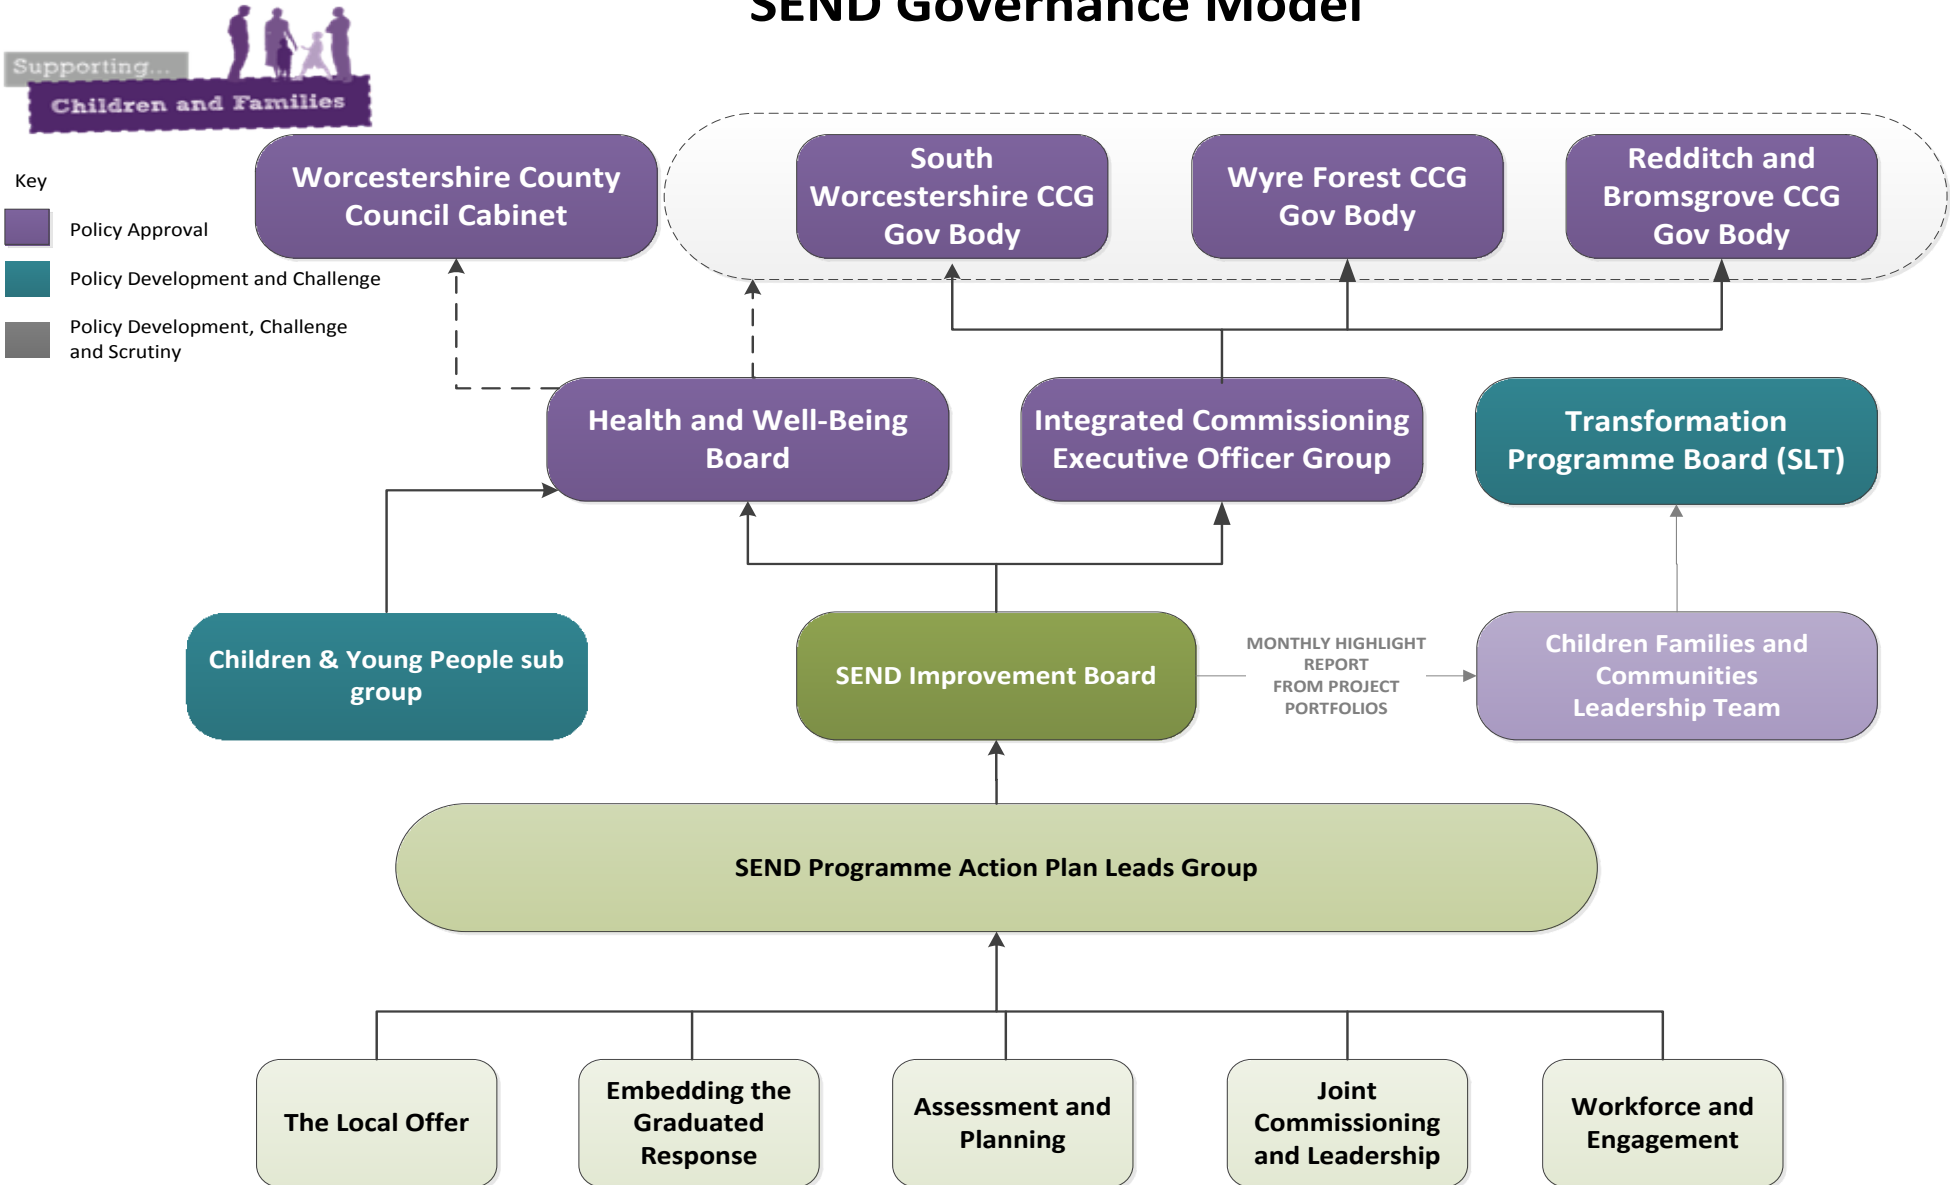 SEND Governance Model
Supporting...
Children and Families
Key
Policy Approval
Policy Development and Challenge
Policy Development, Challenge
and Scrutiny
Worcestershire County
Council Cabinet
South
Worcestershire CCG
Gov Body
Wyre Forest CCG
Gov Body
Redditch and
Bromsgrove CCG
Gov Body
Health and Well-Being
Board
Integrated Commissioning
Executive Officer Group
Transformation
Programme Board (SLT)
Children & Young People sub
group
SEND Improvement Board
MONTHLY HIGHLIGHT
REPORT
FROM PROJECT
PORTFOLIOS
Children Families and
Communities
Leadership Team
SEND Programme Action Plan Leads Group
The Local Offer
Embedding the
Graduated
Response
Assessment and
Planning
Joint
Commissioning
and Leadership
Workforce and
Engagement